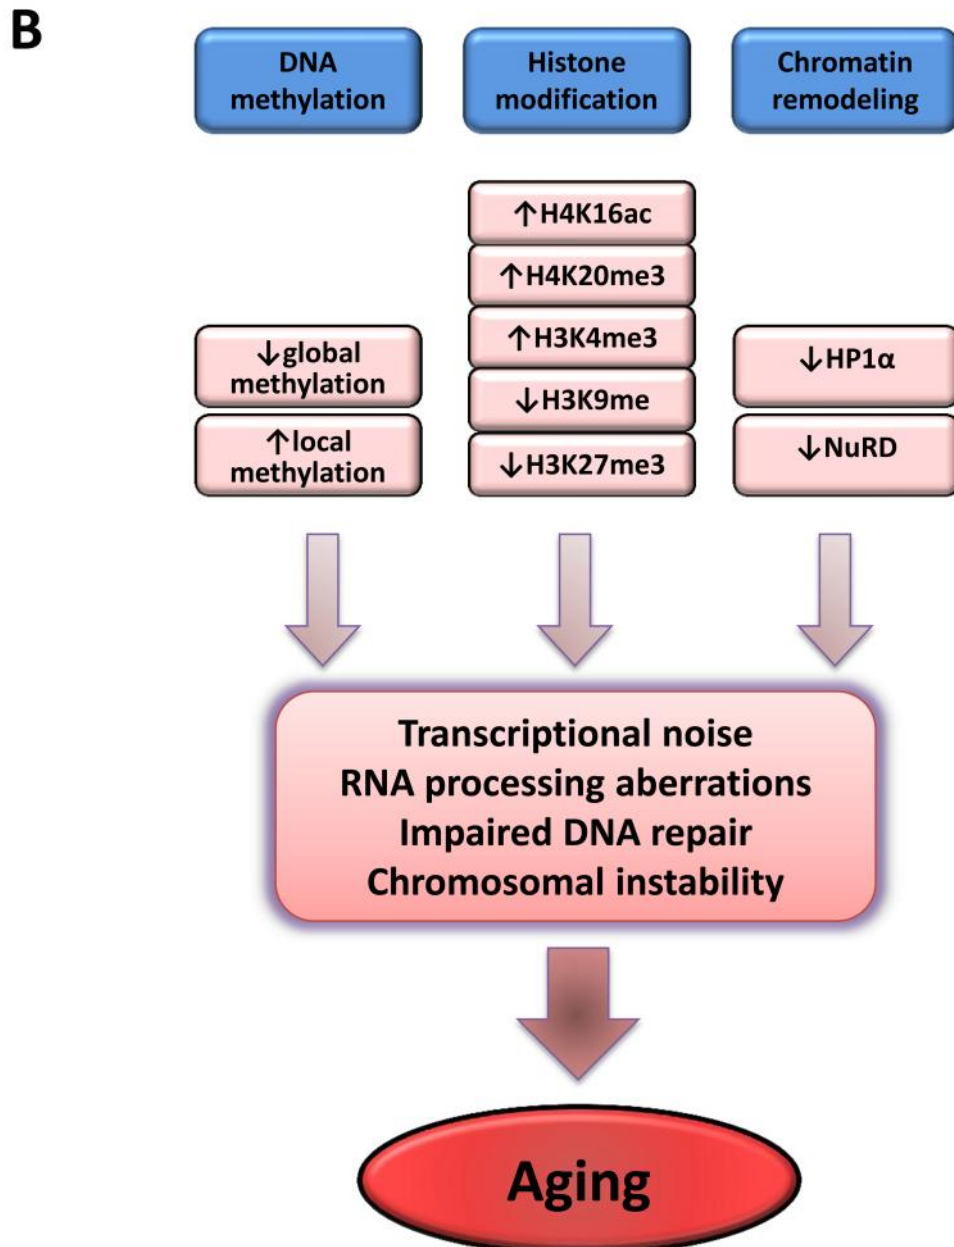 B
DNA
methylation
Histone
modification
Chromatin
remodeling
↓global
methylation
↑local
methylation
↑H4K16ac
↑H4K20me3
↑H3K4me3
↓H3K9me
↓H3K27me3
↓HP1α
↓NuRD
Transcriptional noise
RNA processing aberrations
Impaired DNA repair
Chromosomal instability
Aging